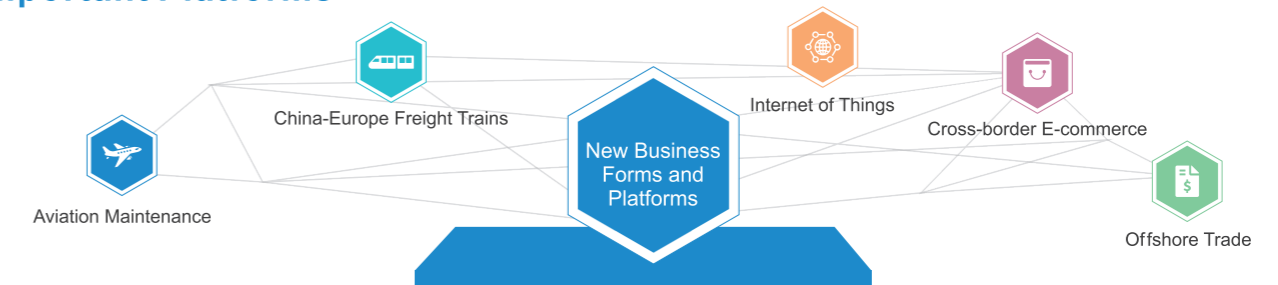 China-Europe Freight Trains
Internet of Things
Cross-border E-commerce
New Business
Forms and
Platforms
Aviation Maintenance
Offshore Trade
$